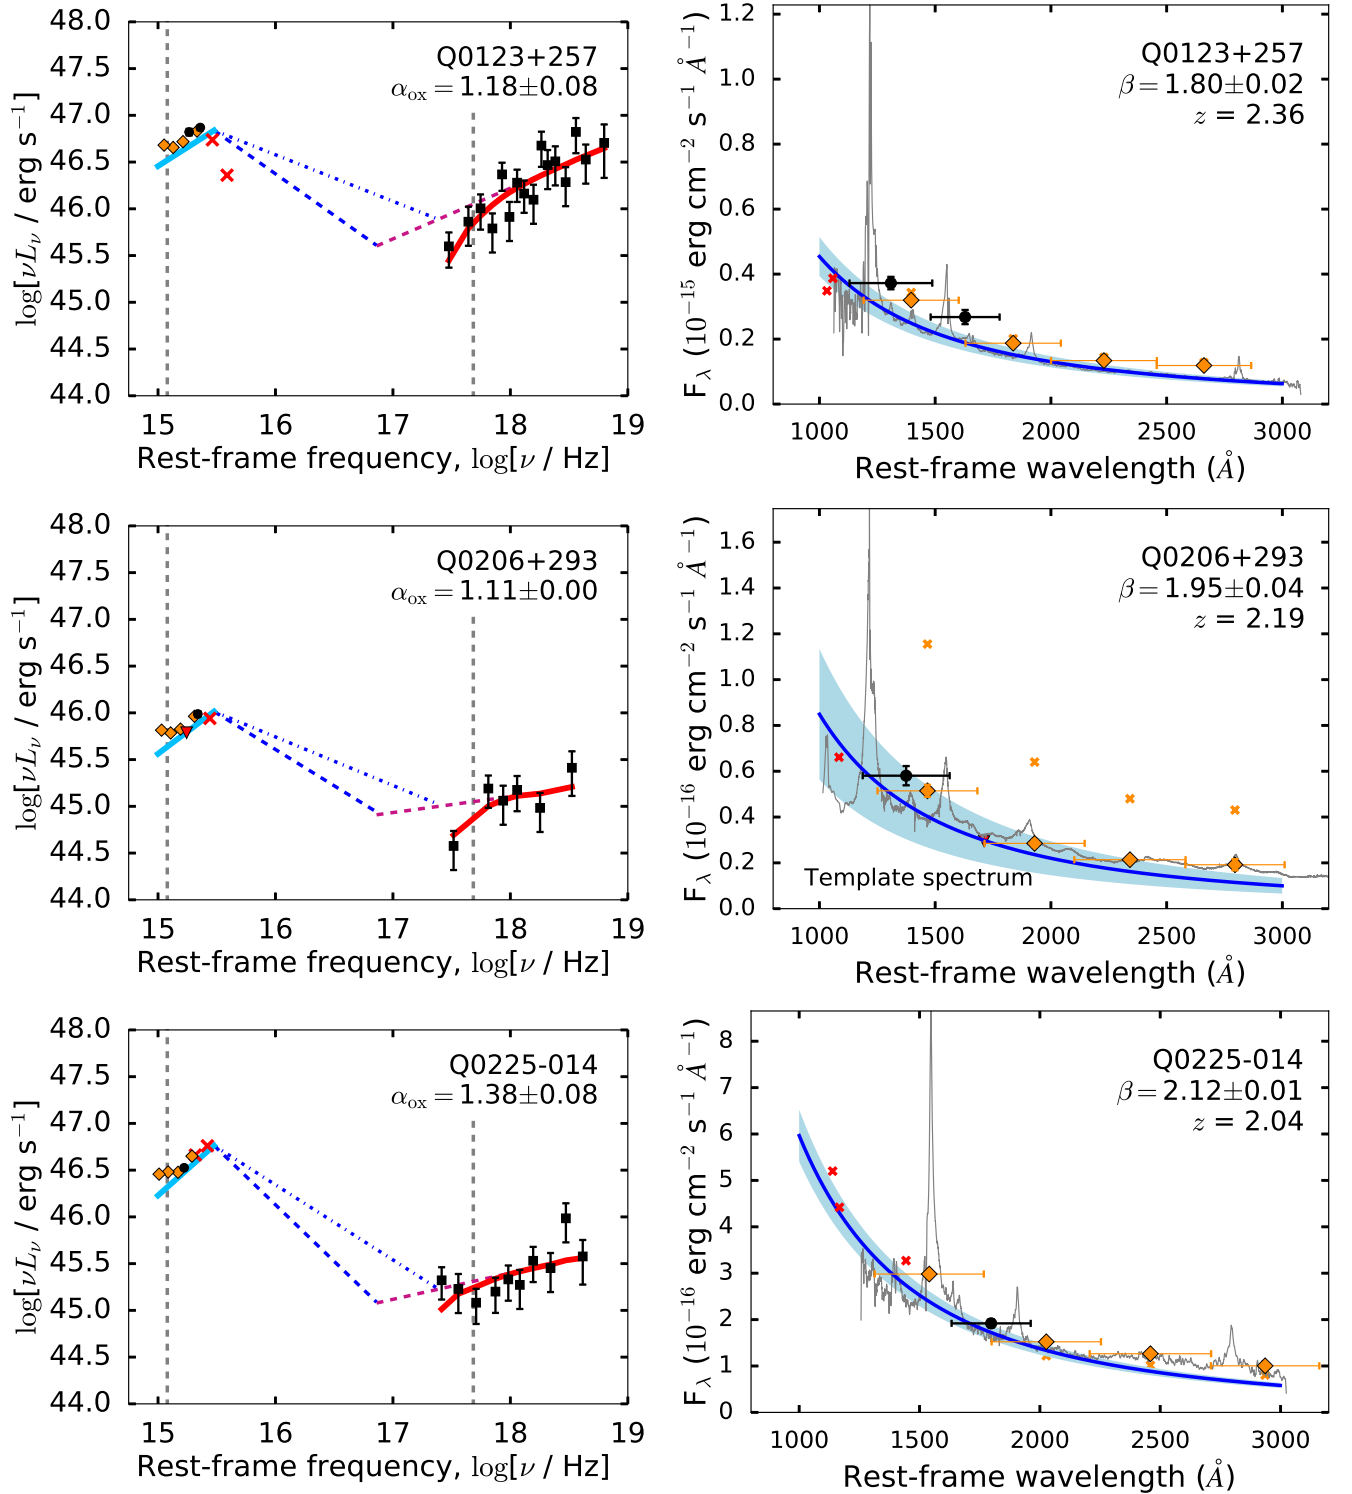 48.0
47.5
47.0
46.5
46.0
45.5
45.0
44.5
44.0
15 16 17 18 19
log[νLν / erg s⁻¹]
Rest-frame frequency, log[ν / Hz]
Q0123+257
αox = 1.18±0.08
1.2
1.0
0.8
0.6
0.4
0.2
0.0
1000 1500 2000 2500 3000
Fλ (10⁻¹⁵ erg cm⁻² s⁻¹ Å⁻¹)
Rest-frame wavelength (Å)
Q0123+257
β = 1.80±0.02
z = 2.36
48.0
47.5
47.0
46.5
46.0
45.5
45.0
44.5
44.0
15 16 17 18 19
log[νLν / erg s⁻¹]
Rest-frame frequency, log[ν / Hz]
Q0206+293
αox = 1.11±0.00
1.6
1.4
1.2
1.0
0.8
0.6
0.4
0.2
0.0
1000 1500 2000 2500 3000
Fλ (10⁻¹⁶ erg cm⁻² s⁻¹ Å⁻¹)
Rest-frame wavelength (Å)
Q0206+293
β = 1.95±0.04
z = 2.19
Template spectrum
48.0
47.5
47.0
46.5
46.0
45.5
45.0
44.5
44.0
15 16 17 18 19
log[νLν / erg s⁻¹]
Rest-frame frequency, log[ν / Hz]
Q0225-014
αox = 1.38±0.08
8
7
6
5
4
3
2
1
0
1000 1500 2000 2500 3000
Fλ (10⁻¹⁶ erg cm⁻² s⁻¹ Å⁻¹)
Rest-frame wavelength (Å)
Q0225-014
β = 2.12±0.01
z = 2.04